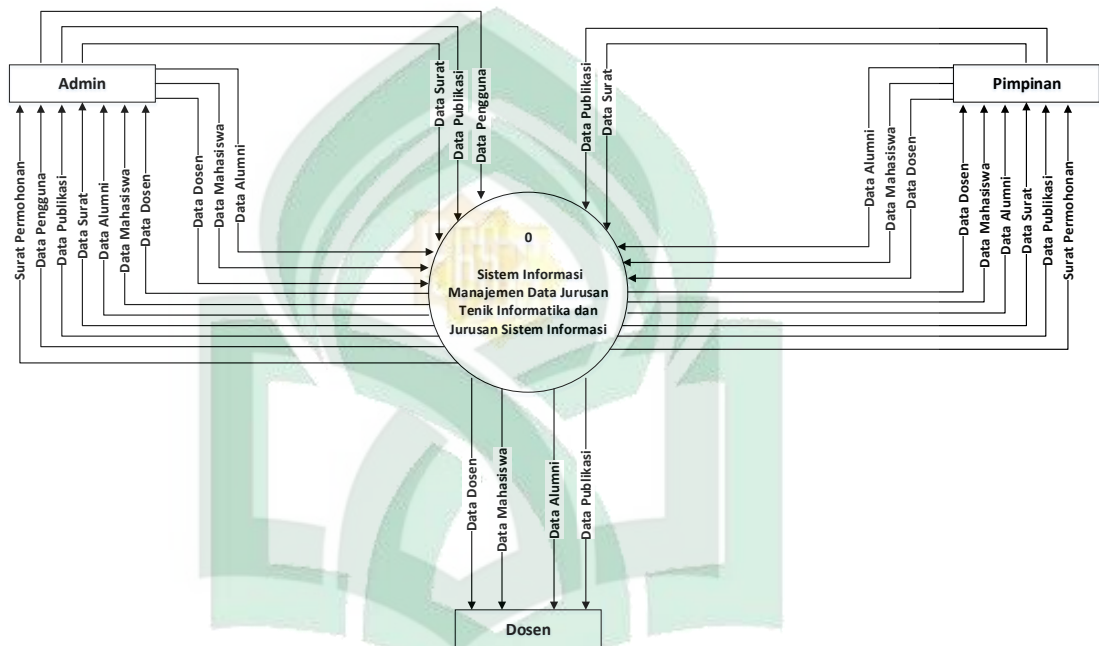 Admin
Surat Permohonan
Data Pengguna
Data Publikasi
Data Surat
Data Alumni
Data Mahasiswa
Data Dosen
Data Dosen
Data Mahasiswa
Data Alumni
Data Surat
Data Publikasi
Data Pengguna
Data Publikasi
Data Surat
Pimpinan
Data Alumni
Data Mahasiswa
Data Dosen
Data Dosen
Data Mahasiswa
Data Alumni
Data Surat
Data Publikasi
Surat Permohonan
0
Sistem Informasi
Manajemen Data Jurusan
Tenik Informatika dan
Jurusan Sistem Informasi
Data Dosen
Data Mahasiswa
Data Alumni
Data Publikasi
Dosen